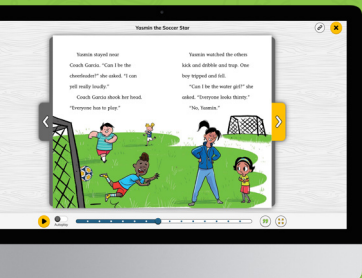 Yasmin the Soccer Star
Yasmin stayed near
Coach Garcia. "Can I be the
cheerleader?" she asked. "I can
yell really loudly."
Coach Garcia shook her head.
"Everyone has to play."
Yasmin watched the others
kick and dribble and trap. One
boy tripped and fell.
"Can I be the water girl?" she
asked. "Everyone looks thirsty."
"No, Yasmin."
Autoplay